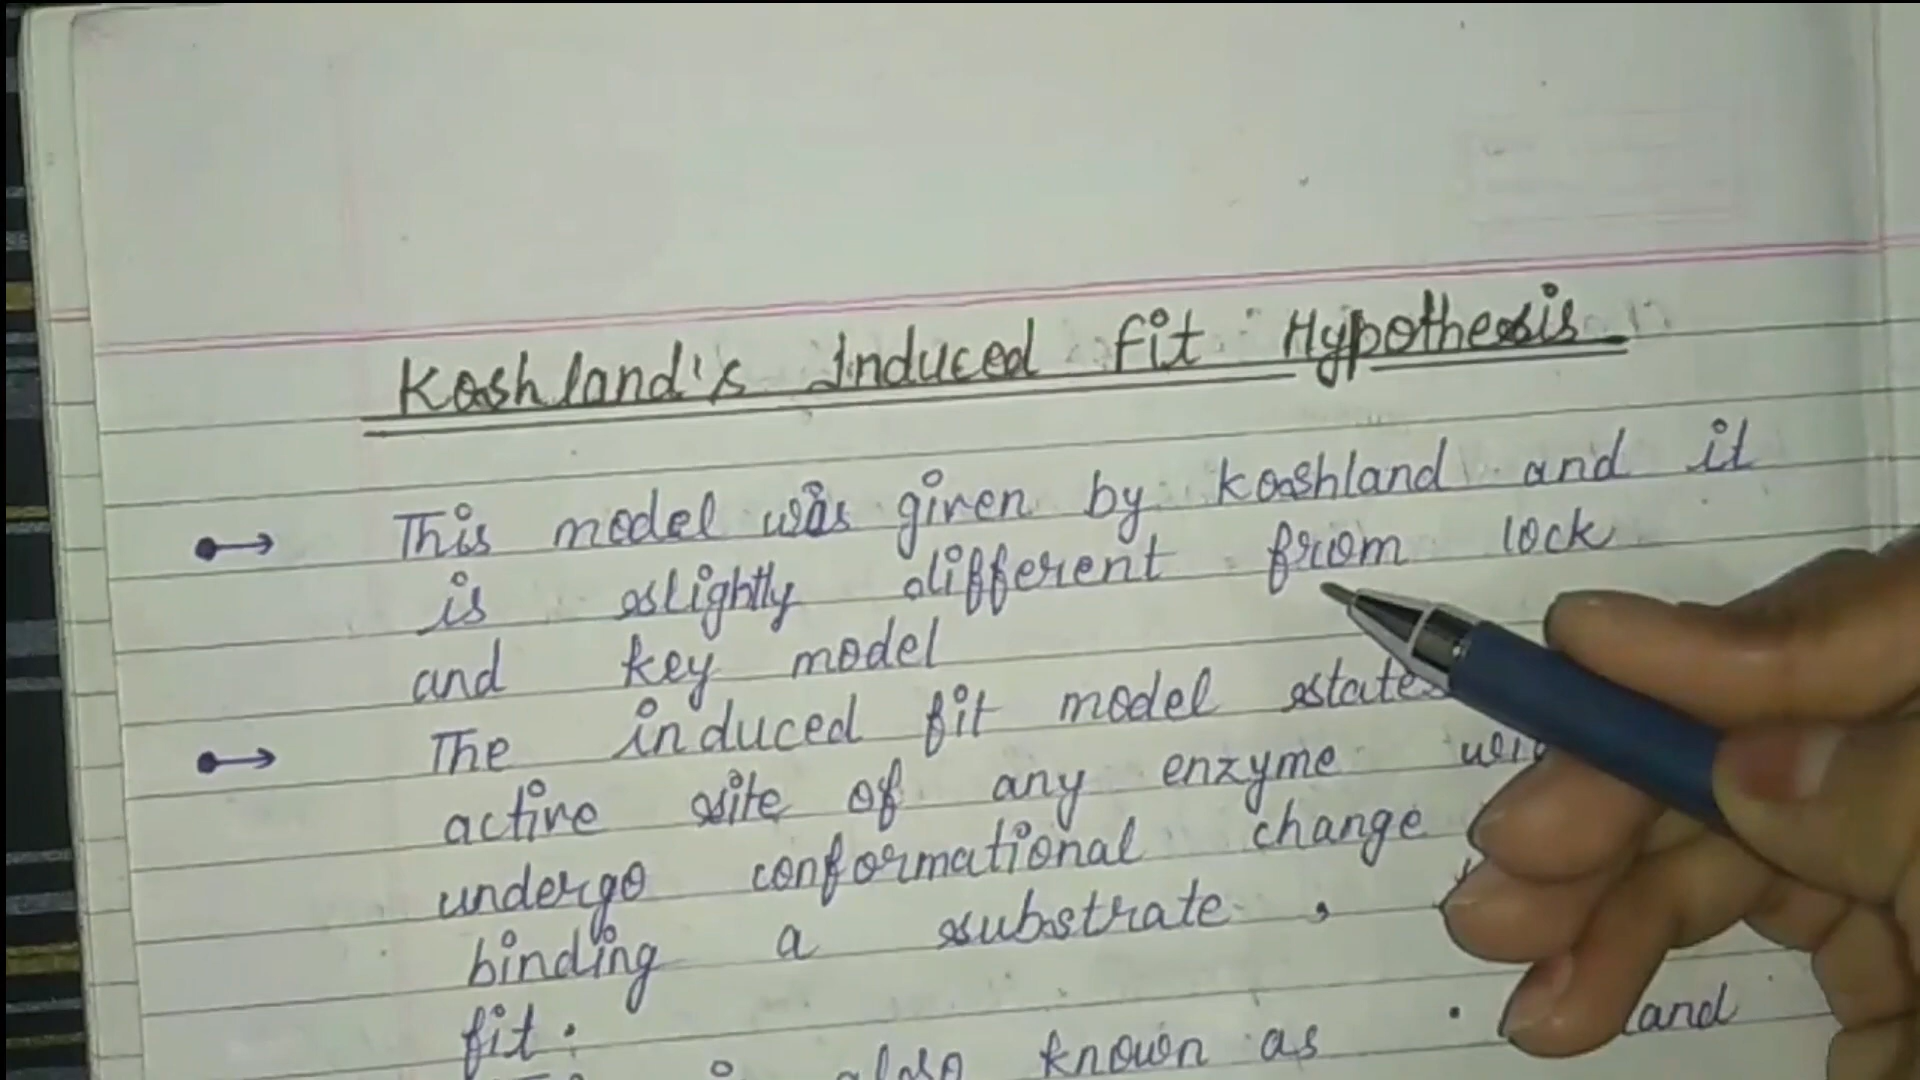 Koshland's Induced fit Hypothesis
This model was given by Koshland and it
is slightly different from lock
and key model
The induced fit model states
active site of any enzyme
undergo conformational change
binding a substrate,
fit.
also known as land